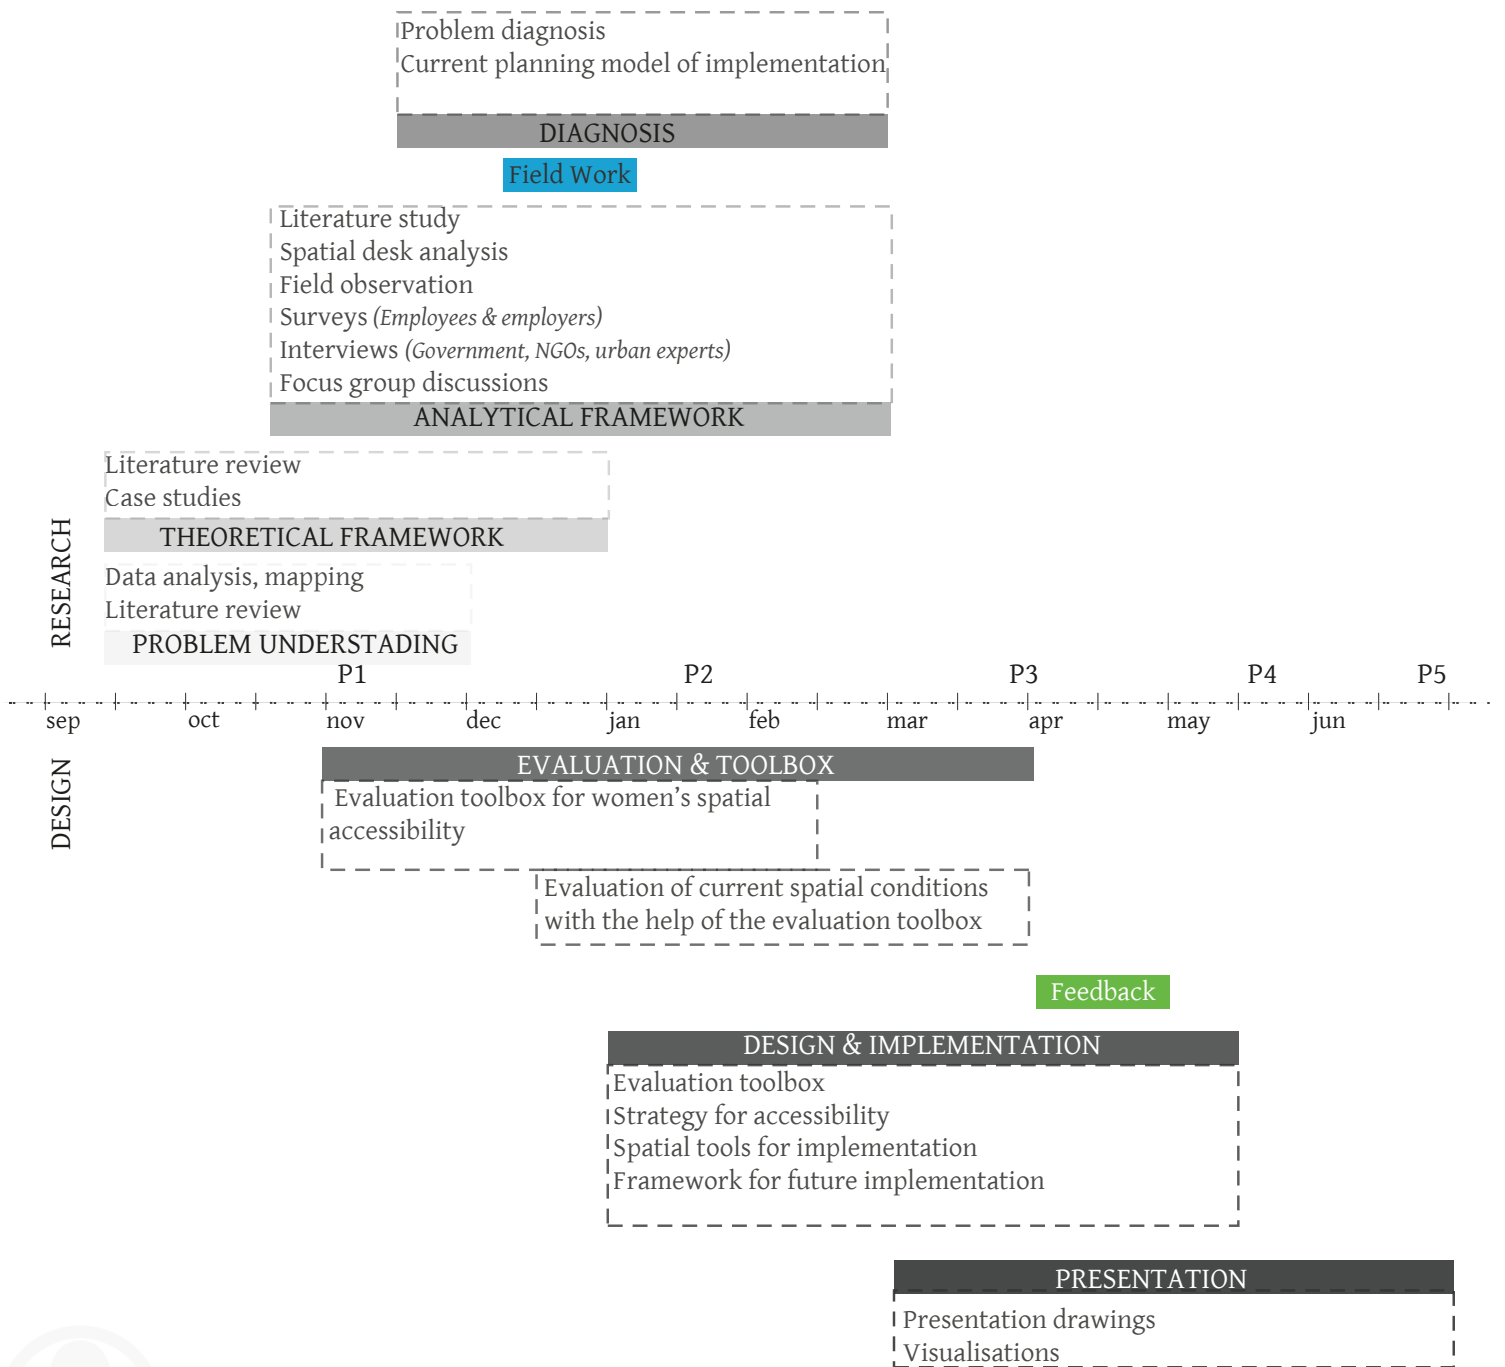 Problem diagnosis
Current planning model of implementation
DIAGNOSIS
Field Work
Literature study
Spatial desk analysis
Field observation
Surveys (Employees & employers)
Interviews (Government, NGOs, urban experts)
Focus group discussions
ANALYTICAL FRAMEWORK
Literature review
Case studies
THEORETICAL FRAMEWORK
RESEARCH
Data analysis, mapping
Literature review
PROBLEM UNDERSTADING
P1 P2 P3 P4 P5
sep oct nov dec jan feb mar apr may jun
DESIGN
EVALUATION & TOOLBOX
Evaluation toolbox for women’s spatial
accessibility
Evaluation of current spatial conditions
with the help of the evaluation toolbox
Feedback
DESIGN & IMPLEMENTATION
Evaluation toolbox
Strategy for accessibility
Spatial tools for implementation
Framework for future implementation
PRESENTATION
Presentation drawings
Visualisations